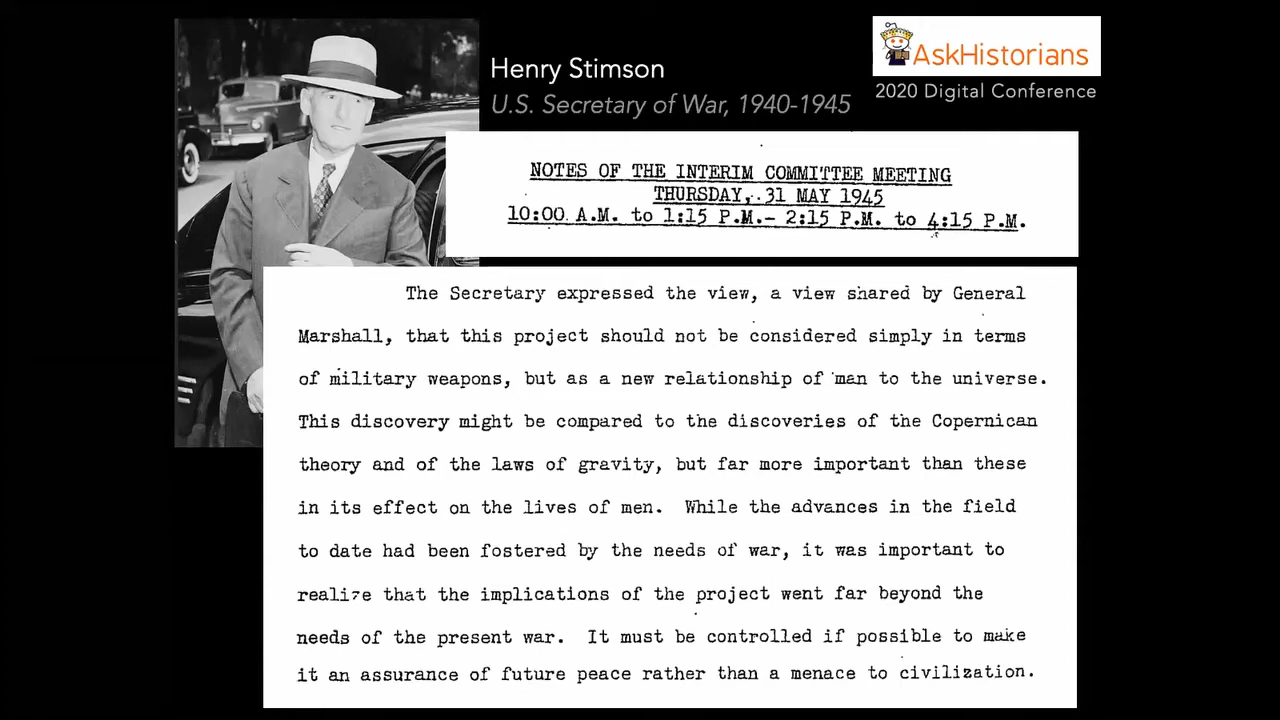 Henry Stimson
U.S. Secretary of War, 1940-1945
AskHistorians
2020 Digital Conference
NOTES OF THE INTERIM COMMITTEE MEETING
THURSDAY, 31 MAY 1945
10:00 A.M. to 1:15 P.M.- 2:15 P.M. to 4:15 P.M.
The Secretary expressed the view, a view shared by General
Marshall, that this project should not be considered simply in terms
of military weapons, but as a new relationship of man to the universe.
This discovery might be compared to the discoveries of the Copernican
theory and of the laws of gravity, but far more important than these
in its effect on the lives of men. While the advances in the field
to date had been fostered by the needs of war, it was important to
realize that the implications of the project went far beyond the
needs of the present war. It must be controlled if possible to make
it an assurance of future peace rather than a menace to civilization.